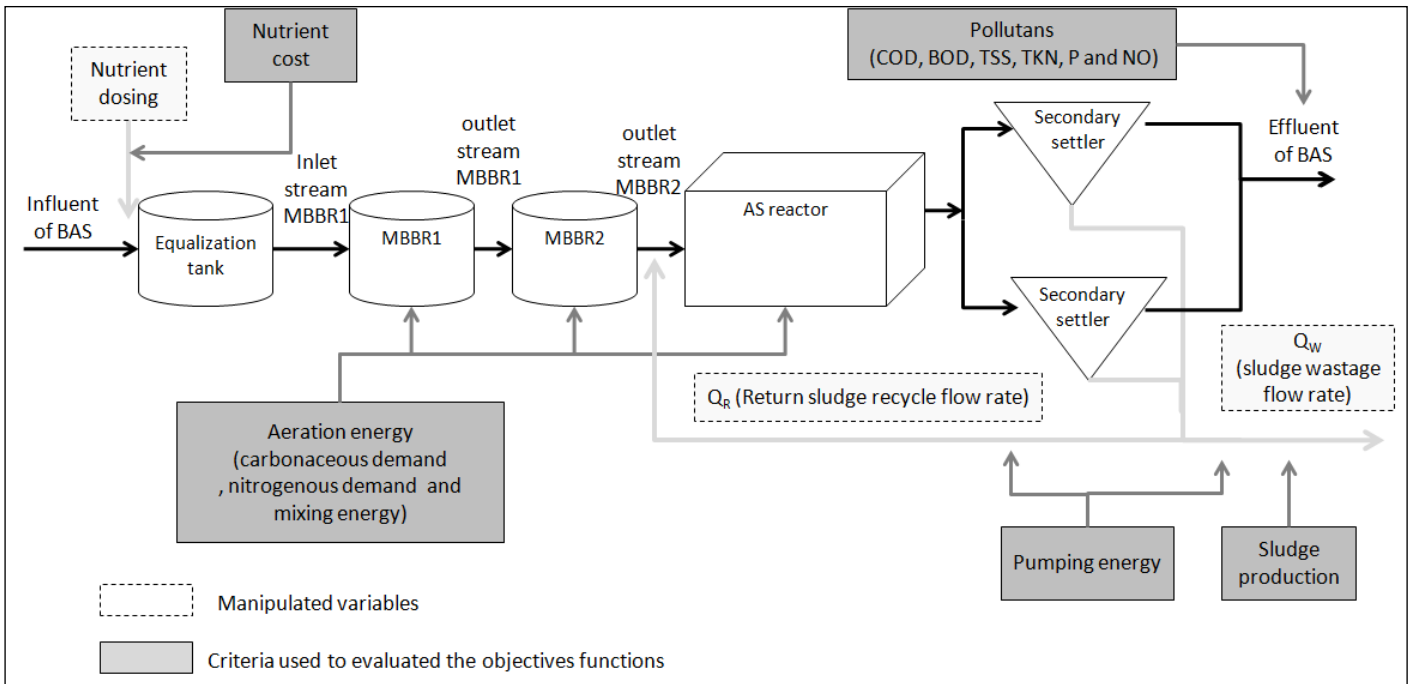 Nutrient
cost
Pollutans
(COD, BOD, TSS, TKN, P and NO)
Nutrient
dosing
outlet
stream
MBBR1
outlet
stream
MBBR2
Inlet
stream
MBBR1
Secondary
settler
Effluent
of BAS
Influent
of BAS
Equalization
tank
MBBR1
MBBR2
AS reactor
Secondary
settler
QW
(sludge wastage
flow rate)
QR (Return sludge recycle flow rate)
Aeration energy
(carbonaceous demand
, nitrogenous demand and
mixing energy)
Pumping energy
Sludge
production
Manipulated variables
Criteria used to evaluated the objectives functions